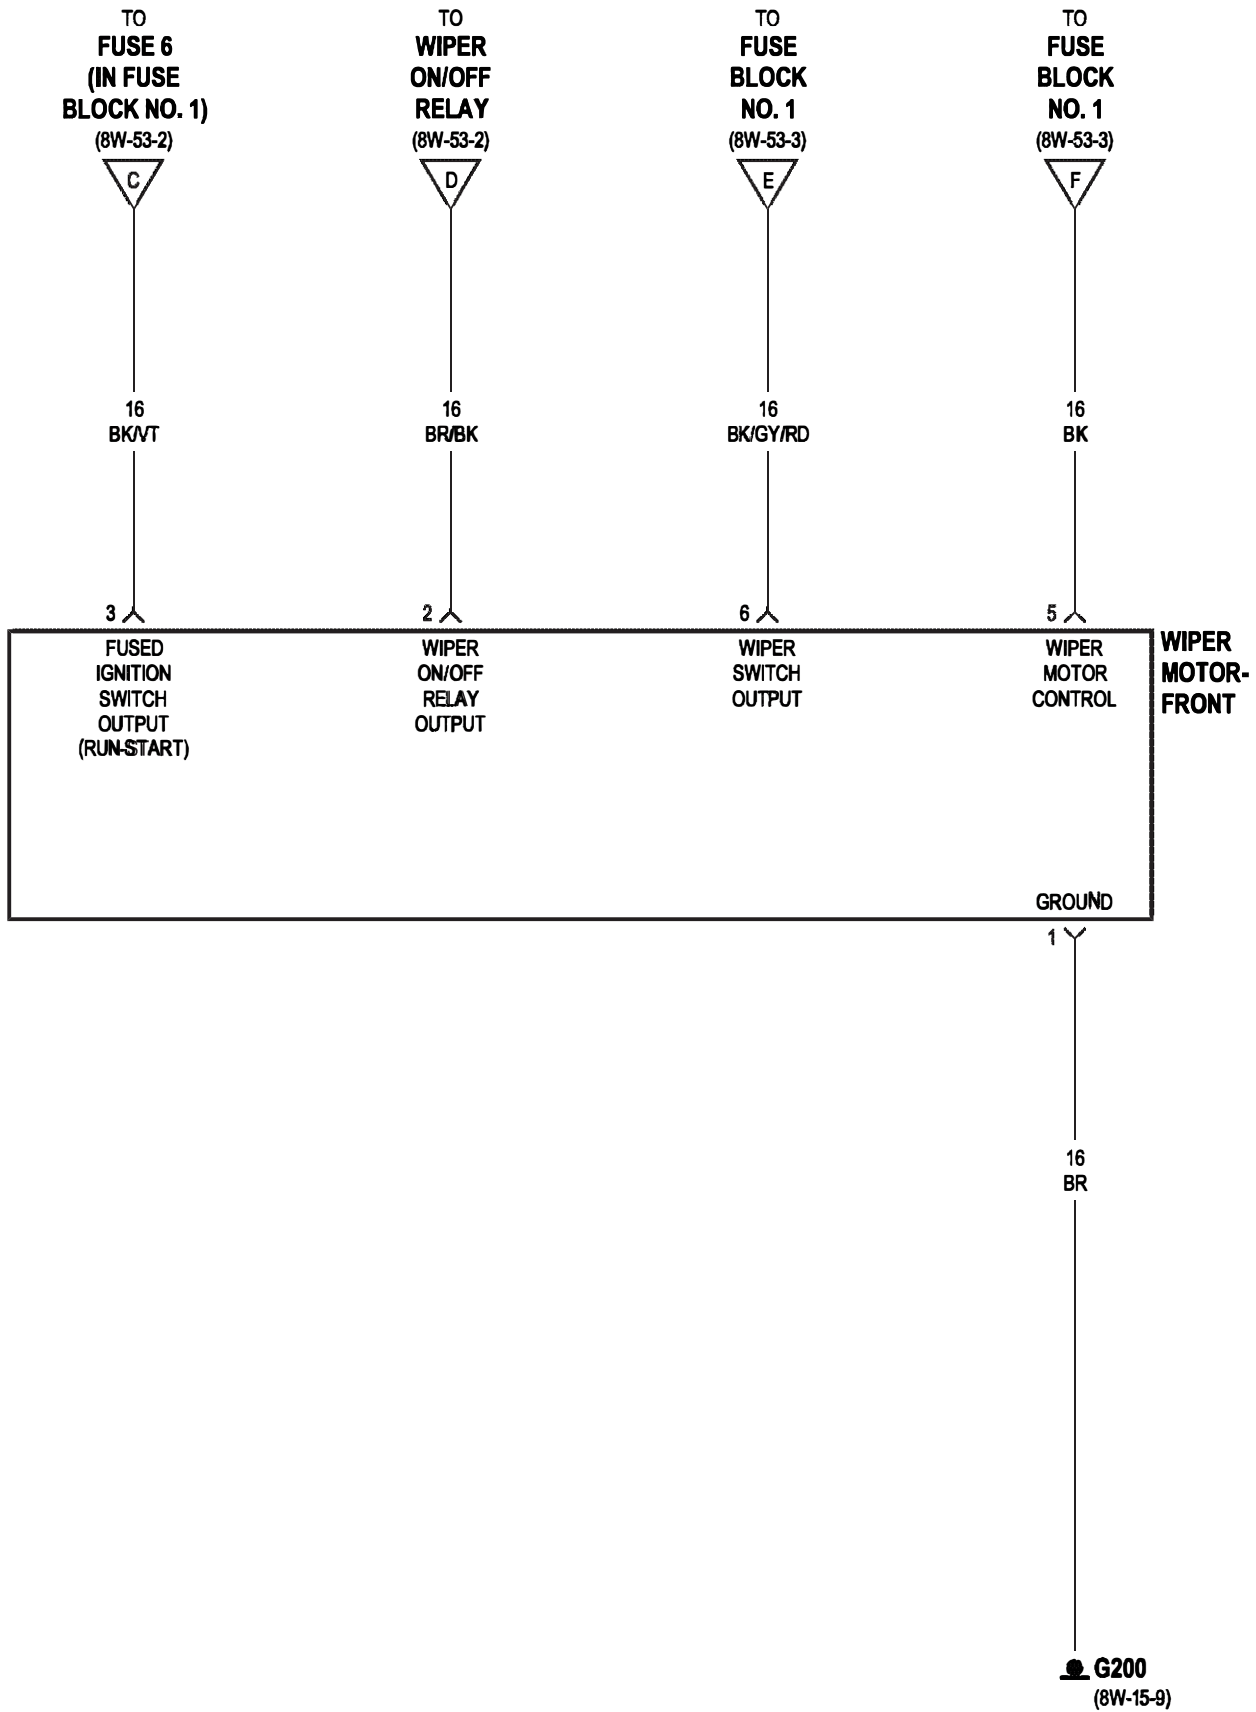 TO
FUSE 6
(IN FUSE
BLOCK NO. 1)
(8W-53-2)
C
TO
WIPER
ON/OFF
RELAY
(8W-53-2)
D
TO
FUSE
BLOCK
NO. 1
(8W-53-3)
E
TO
FUSE
BLOCK
NO. 1
(8W-53-3)
F
16
BK/VT
16
BR/BK
16
BK/GY/RD
16
BK
3
2
6
5
FUSED
IGNITION
SWITCH
OUTPUT
(RUN-START)
WIPER
ON/OFF
RELAY
OUTPUT
WIPER
SWITCH
OUTPUT
WIPER
MOTOR
CONTROL
WIPER
MOTOR-
FRONT
GROUND
1
16
BR
G200
(8W-15-9)